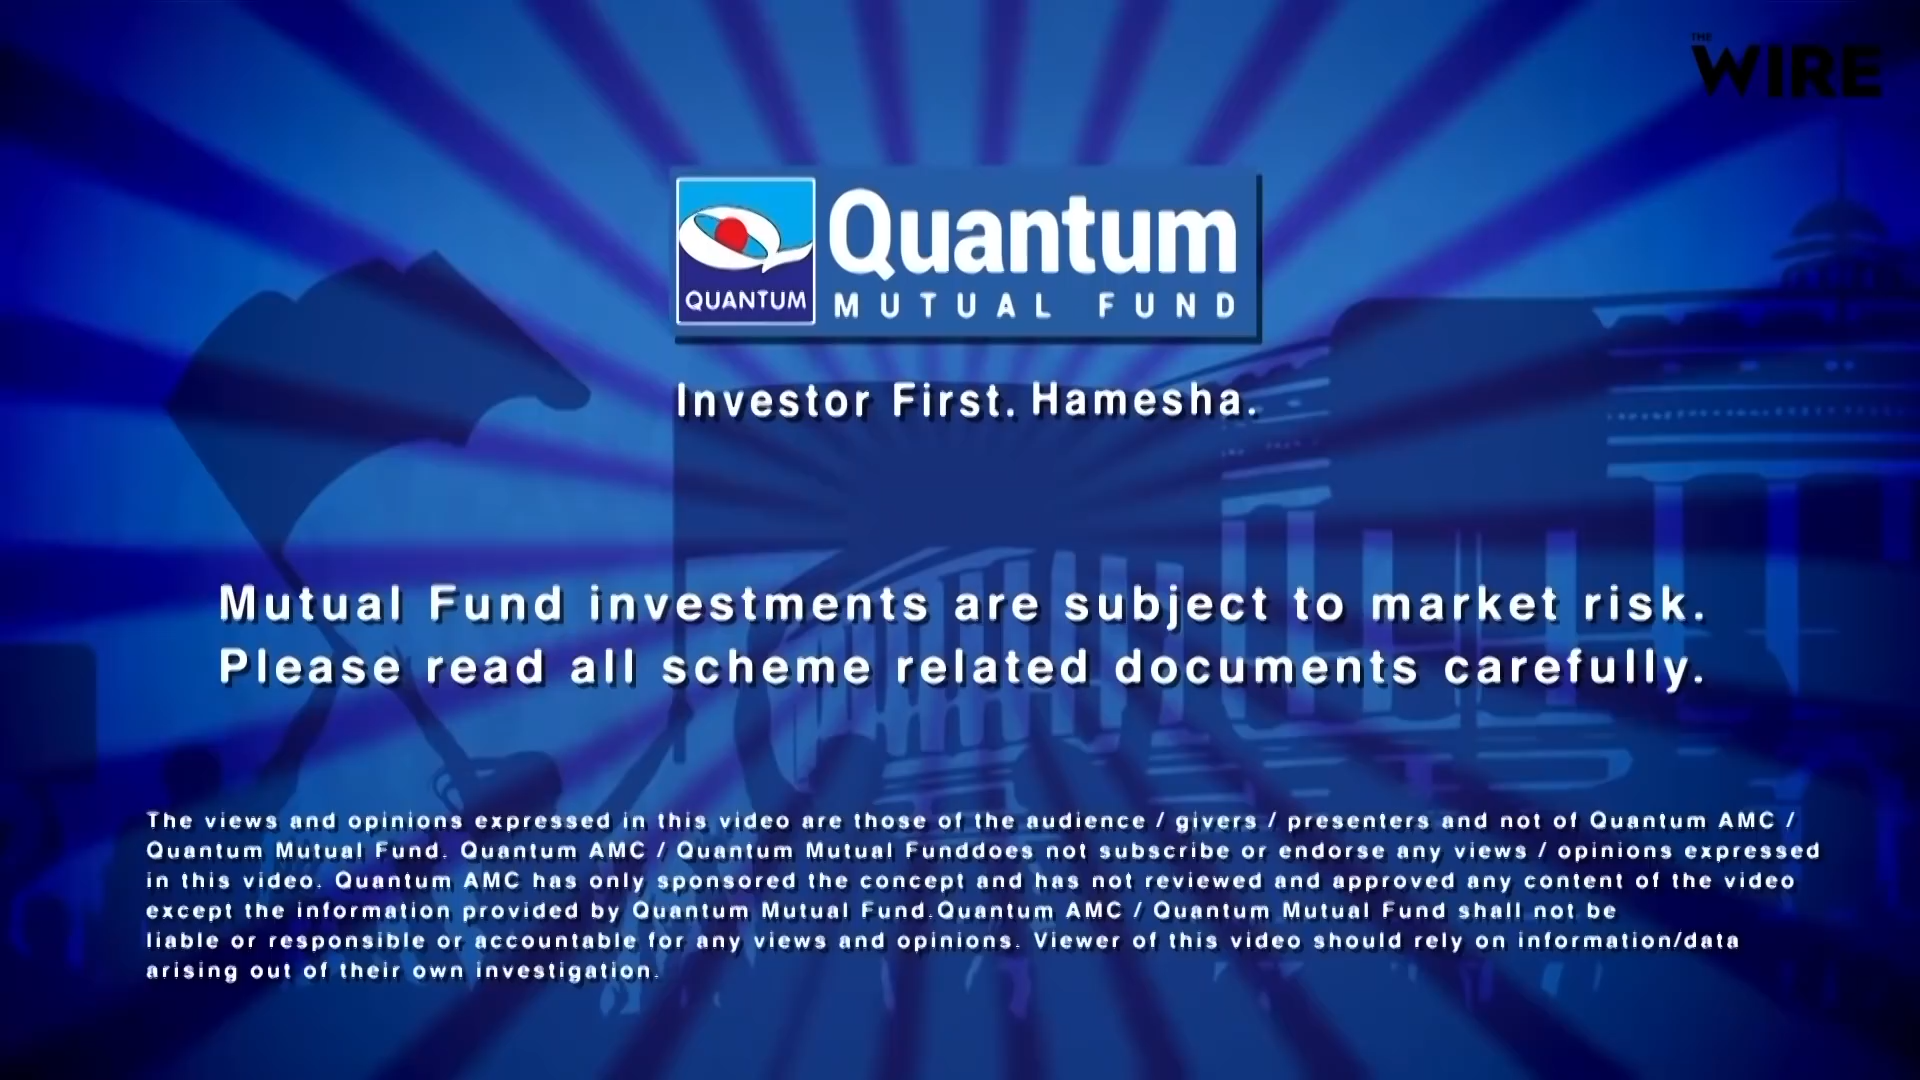 THE
WIRE
Quantum
QUANTUM
MUTUAL FUND
Investor First. Hamesha.
Mutual Fund investments are subject to market risk.
Please read all scheme related documents carefully.
The views and opinions expressed in this video are those of the audience / givers / presenters and not of Quantum AMC /
Quantum Mutual Fund. Quantum AMC / Quantum Mutual Funddoes not subscribe or endorse any views / opinions expressed
in this video. Quantum AMC has only sponsored the concept and has not reviewed and approved any content of the video
except the information provided by Quantum Mutual Fund.Quantum AMC / Quantum Mutual Fund shall not be
liable or responsible or accountable for any views and opinions. Viewer of this video should rely on information/data
arising out of their own investigation.